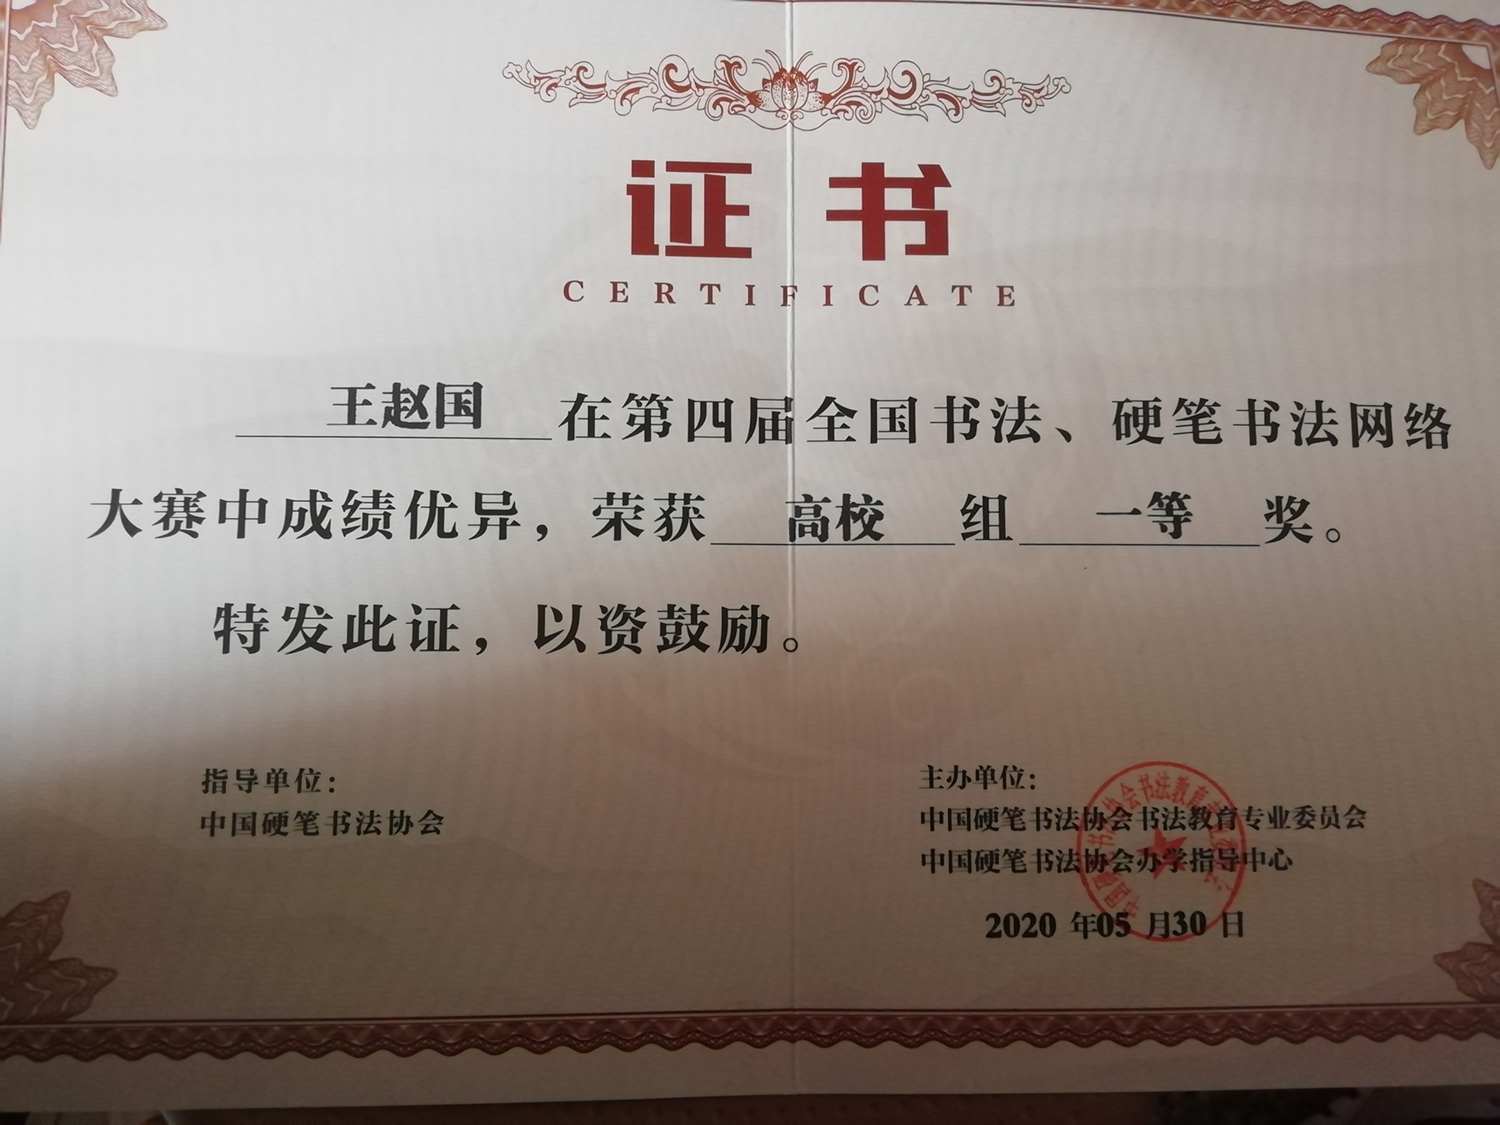 证书
CERTIFICATE
王赵国 在第四届全国书法、硬笔书法网络
大赛中成绩优异，荣获 高校 组 一等 奖。
特发此证，以资鼓励。
指导单位：
中国硬笔书法协会
主办单位：
中国硬笔书法协会书法教育专业委员会
中国硬笔书法协会办学指导中心
2020 年05 月30 日